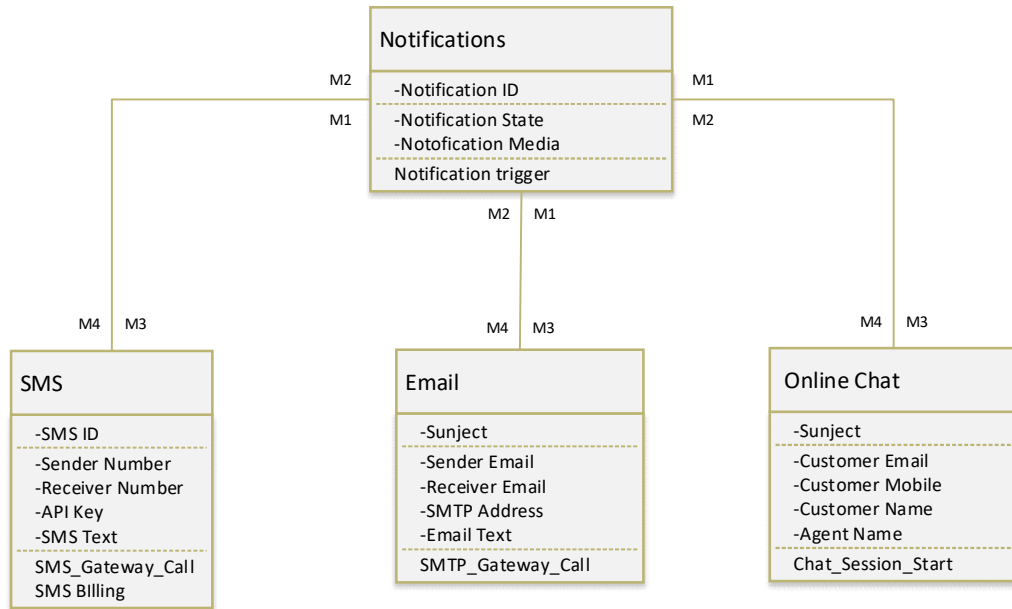 Notifications
-Notification ID
-Notification State
-Notofication Media
Notification trigger
M2
M1
M1
M2
M2 M1
M4 M3
M4 M3
M4 M3
SMS
-SMS ID
-Sender Number
-Receiver Number
-API Key
-SMS Text
SMS_Gateway_Call
SMS BIlling
Email
-Sunject
-Sender Email
-Receiver Email
-SMTP Address
-Email Text
SMTP_Gateway_Call
Online Chat
-Sunject
-Customer Email
-Customer Mobile
-Customer Name
-Agent Name
Chat_Session_Start